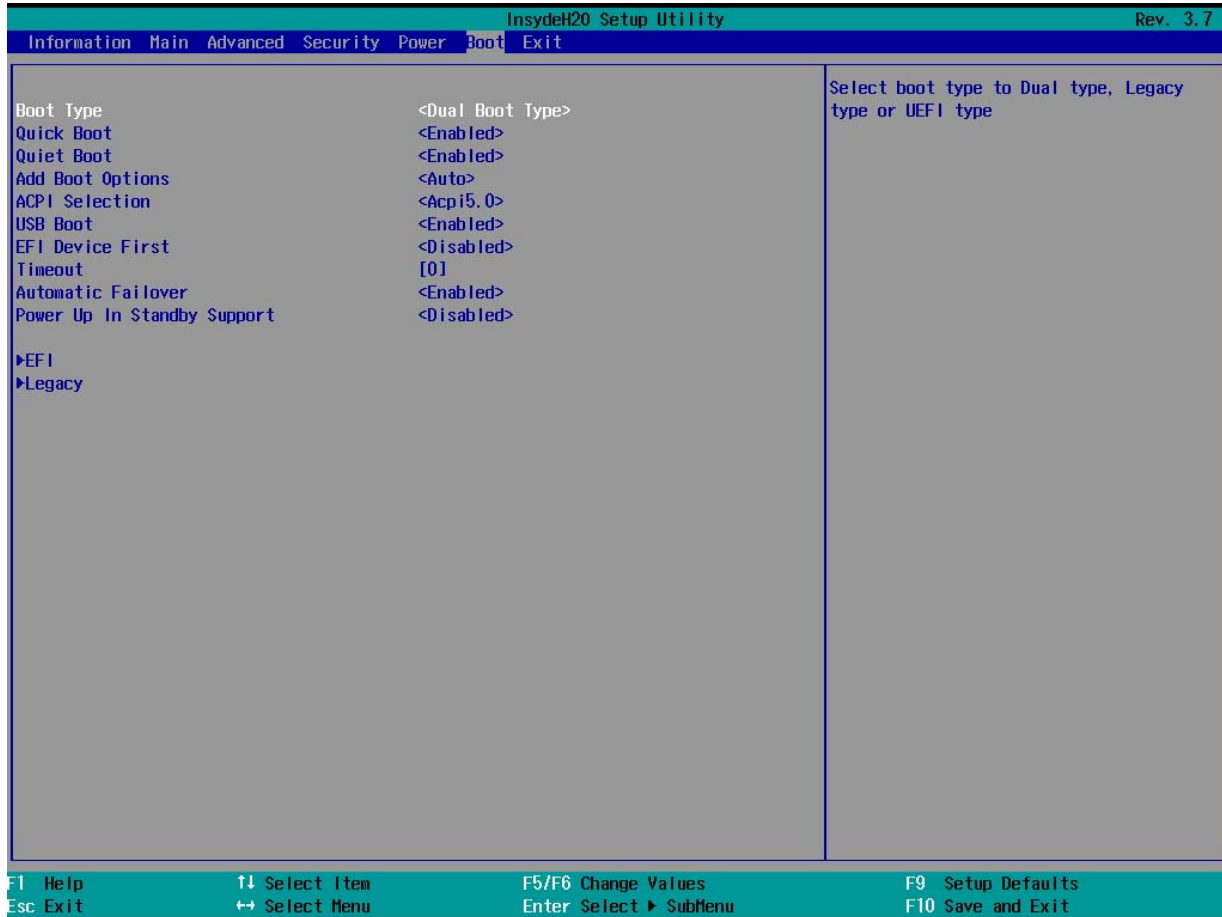 InsydeH20 Setup Utility Rev. 3.7
Information Main Advanced Security Power Boot Exit
Boot Type <Dual Boot Type>
Quick Boot <Enabled>
Quiet Boot <Enabled>
Add Boot Options <Auto>
ACPI Selection <Acpi5.0>
USB Boot <Enabled>
EFI Device First <Disabled>
Timeout [0]
Automatic Failover <Enabled>
Power Up In Standby Support <Disabled>
▶EFI
▶Legacy
Select boot type to Dual type, Legacy
type or UEFI type
F1 Help ↑↓ Select Item F5/F6 Change Values F9 Setup Defaults
Esc Exit ←→ Select Menu Enter Select ▶ SubMenu F10 Save and Exit